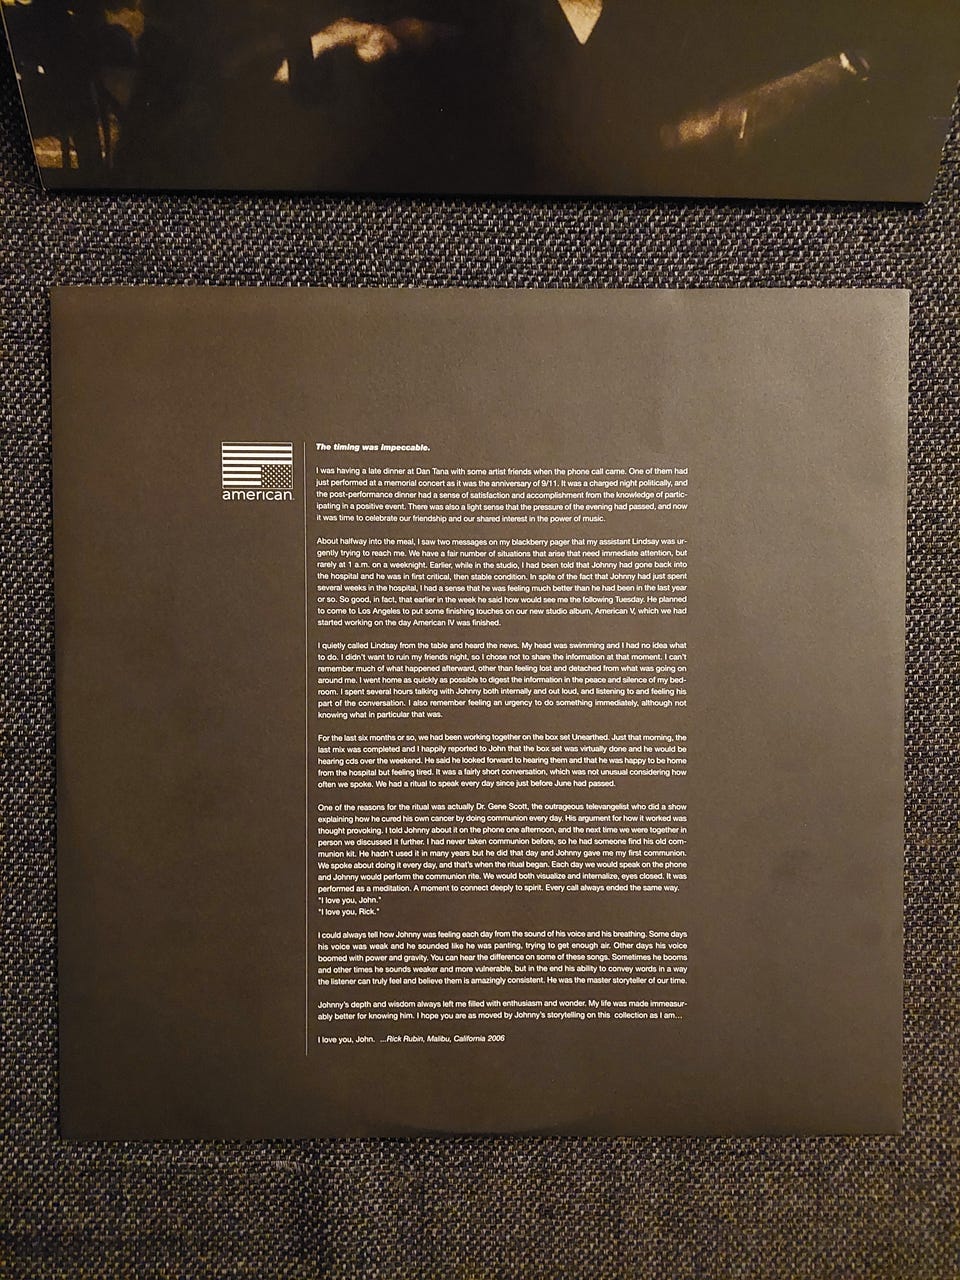 american
The timing was impeccable.
I was having a late dinner at Dan Tana with some artist friends when the phone call came. One of them had
just performed at a memorial concert as it was the anniversary of 9/11. It was a charged night politically, and
the post-performance dinner had a sense of satisfaction and accomplishment from the knowledge of partic-
ipating in a positive event. There was also a light sense that the pressure of the evening had passed, and now
it was time to celebrate our friendship and our shared interest in the power of music.
About halfway into the meal, I saw two messages on my blackberry pager that my assistant Lindsay was ur-
gently trying to reach me. We have a fair number of situations that arise that need immediate attention, but
rarely at 1 a.m. on a weeknight. Earlier, while in the studio, I had been told that Johnny had gone back into
the hospital and he was in first critical, then stable condition. In spite of the fact that Johnny had just spent
several weeks in the hospital, I had a sense that he was feeling much better than he had been in the last year
or so. So good, in fact, that earlier in the week he said how would see me the following Tuesday. He planned
to come to Los Angeles to put some finishing touches on our new studio album, American V, which we had
started working on the day American IV was finished.
I quietly called Lindsay from the table and heard the news. My head was swimming and I had no idea what
to do. I didn't want to ruin my friends night, so I chose not to share the information at that moment. I can't
remember much of what happened afterward, other than feeling lost and detached from what was going on
around me. I went home as quickly as possible to digest the information in the peace and silence of my bed-
room. I spent several hours talking with Johnny both internally and out loud, and listening to and feeling his
part of the conversation. I also remember feeling an urgency to do something immediately, although not
knowing what in particular that was.
For the last six months or so, we had been working together on the box set Unearthed. Just that morning, the
last mix was completed and I happily reported to John that the box set was virtually done and he would be
hearing cds over the weekend. He said he looked forward to hearing them and that he was happy to be home
from the hospital but feeling tired. It was a fairly short conversation, which was not unusual considering how
often we spoke. We had a ritual to speak every day since just before June had passed.
One of the reasons for the ritual was actually Dr. Gene Scott, the outrageous televangelist who did a show
explaining how he cured his own cancer by doing communion every day. His argument for how it worked was
thought provoking. I told Johnny about it on the phone one afternoon, and the next time we were together in
person we discussed it further. I had never taken communion before, so he had someone find his old com-
munion kit. He hadn't used it in many years but he did that day and Johnny gave me my first communion.
We spoke about doing it every day, and that's when the ritual began. Each day we would speak on the phone
and Johnny would perform the communion rite. We would both visualize and internalize, eyes closed. It was
performed as a meditation. A moment to connect deeply to spirit. Every call always ended the same way.
"I love you, John."
"I love you, Rick."
I could always tell how Johnny was feeling each day from the sound of his voice and his breathing. Some days
his voice was weak and he sounded like he was panting, trying to get enough air. Other days his voice
boomed with power and gravity. You can hear the difference on some of these songs. Sometimes he booms
and other times he sounds weaker and more vulnerable, but in the end his ability to convey words in a way
the listener can truly feel and believe them is amazingly consistent. He was the master storyteller of our time.
Johnny's depth and wisdom always left me filled with enthusiasm and wonder. My life was made immeasur-
ably better for knowing him. I hope you are as moved by Johnny's storytelling on this collection as I am...
I love you, John. ...Rick Rubin, Malibu, California 2006